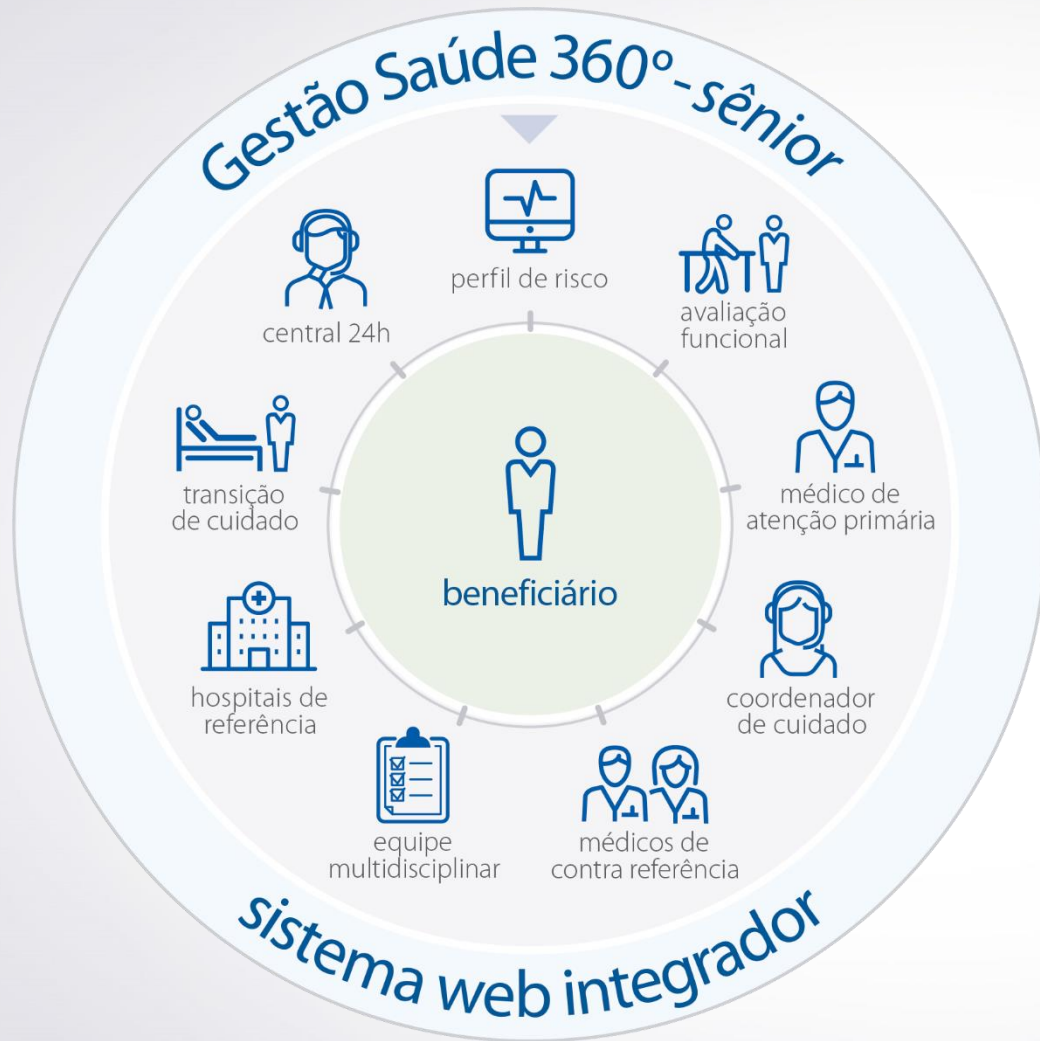 Gestão Saúde 360º-sênior
perfil de risco
avaliação
funcional
médico de
atenção primária
coordenador
de cuidado
médicos de
contra referência
equipe
multidisciplinar
hospitais de
referência
transição
de cuidado
central 24h
beneficiário
sistema web integrador